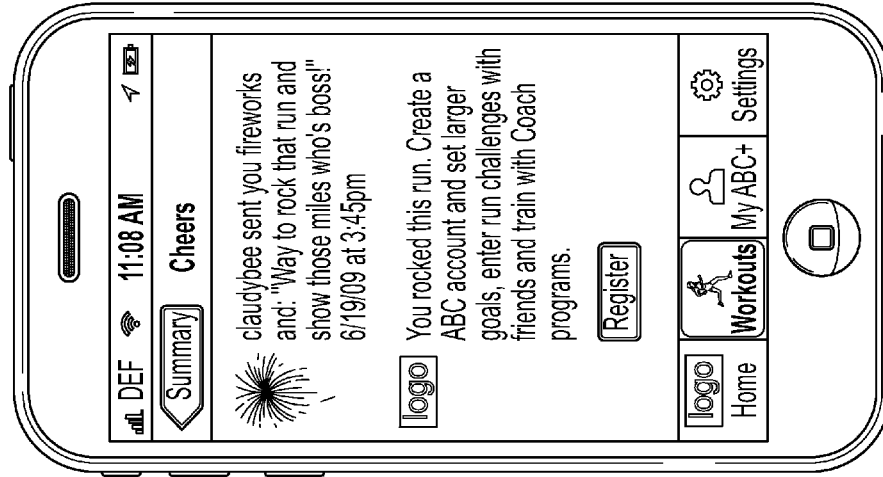 DEF 11:08 AM
Summary
Cheers
claudybee sent you fireworks
and: "Way to rock that run and
show those miles who's boss!"
6/19/09 at 3:45pm
logo
You rocked this run. Create a
ABC account and set larger
goals, enter run challenges with
friends and train with Coach
programs.
Register
logo
Home
Workouts
My ABC+
Settings